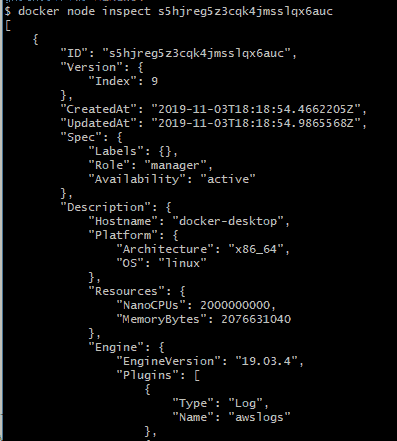 $ docker node inspect s5hjreg5z3cqk4jmsslqx6auc
[
    {
        "ID": "s5hjreg5z3cqk4jmsslqx6auc",
        "Version": {
            "Index": 9
        },
        "CreatedAt": "2019-11-03T18:18:54.4662205Z",
        "UpdatedAt": "2019-11-03T18:18:54.9865568Z",
        "Spec": {
            "Labels": {},
            "Role": "manager",
            "Availability": "active"
        },
        "Description": {
            "Hostname": "docker-desktop",
            "Platform": {
                "Architecture": "x86_64",
                "OS": "linux"
            },
            "Resources": {
                "NanoCPUs": 2000000000,
                "MemoryBytes": 2076631040
            },
            "Engine": {
                "EngineVersion": "19.03.4",
                "Plugins": [
                    {
                        "Type": "Log",
                        "Name": "awslogs"
                    },